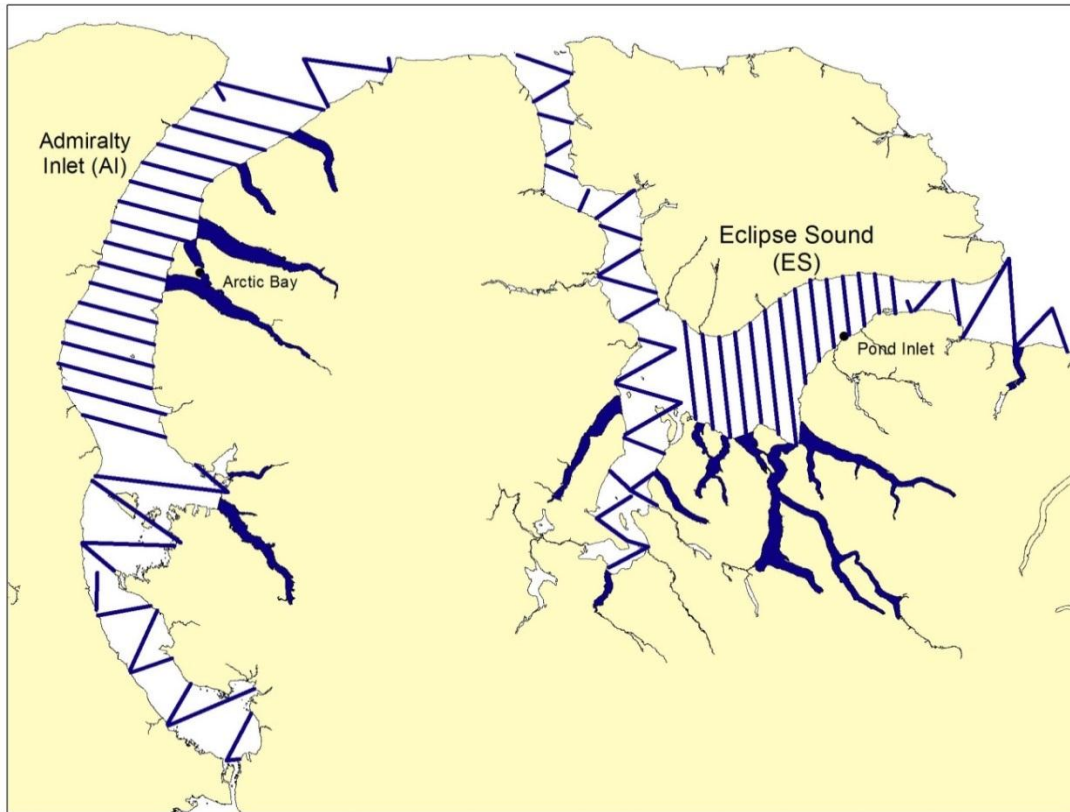 Admiralty
Inlet (AI)
Arctic Bay
Eclipse Sound
(ES)
Pond Inlet